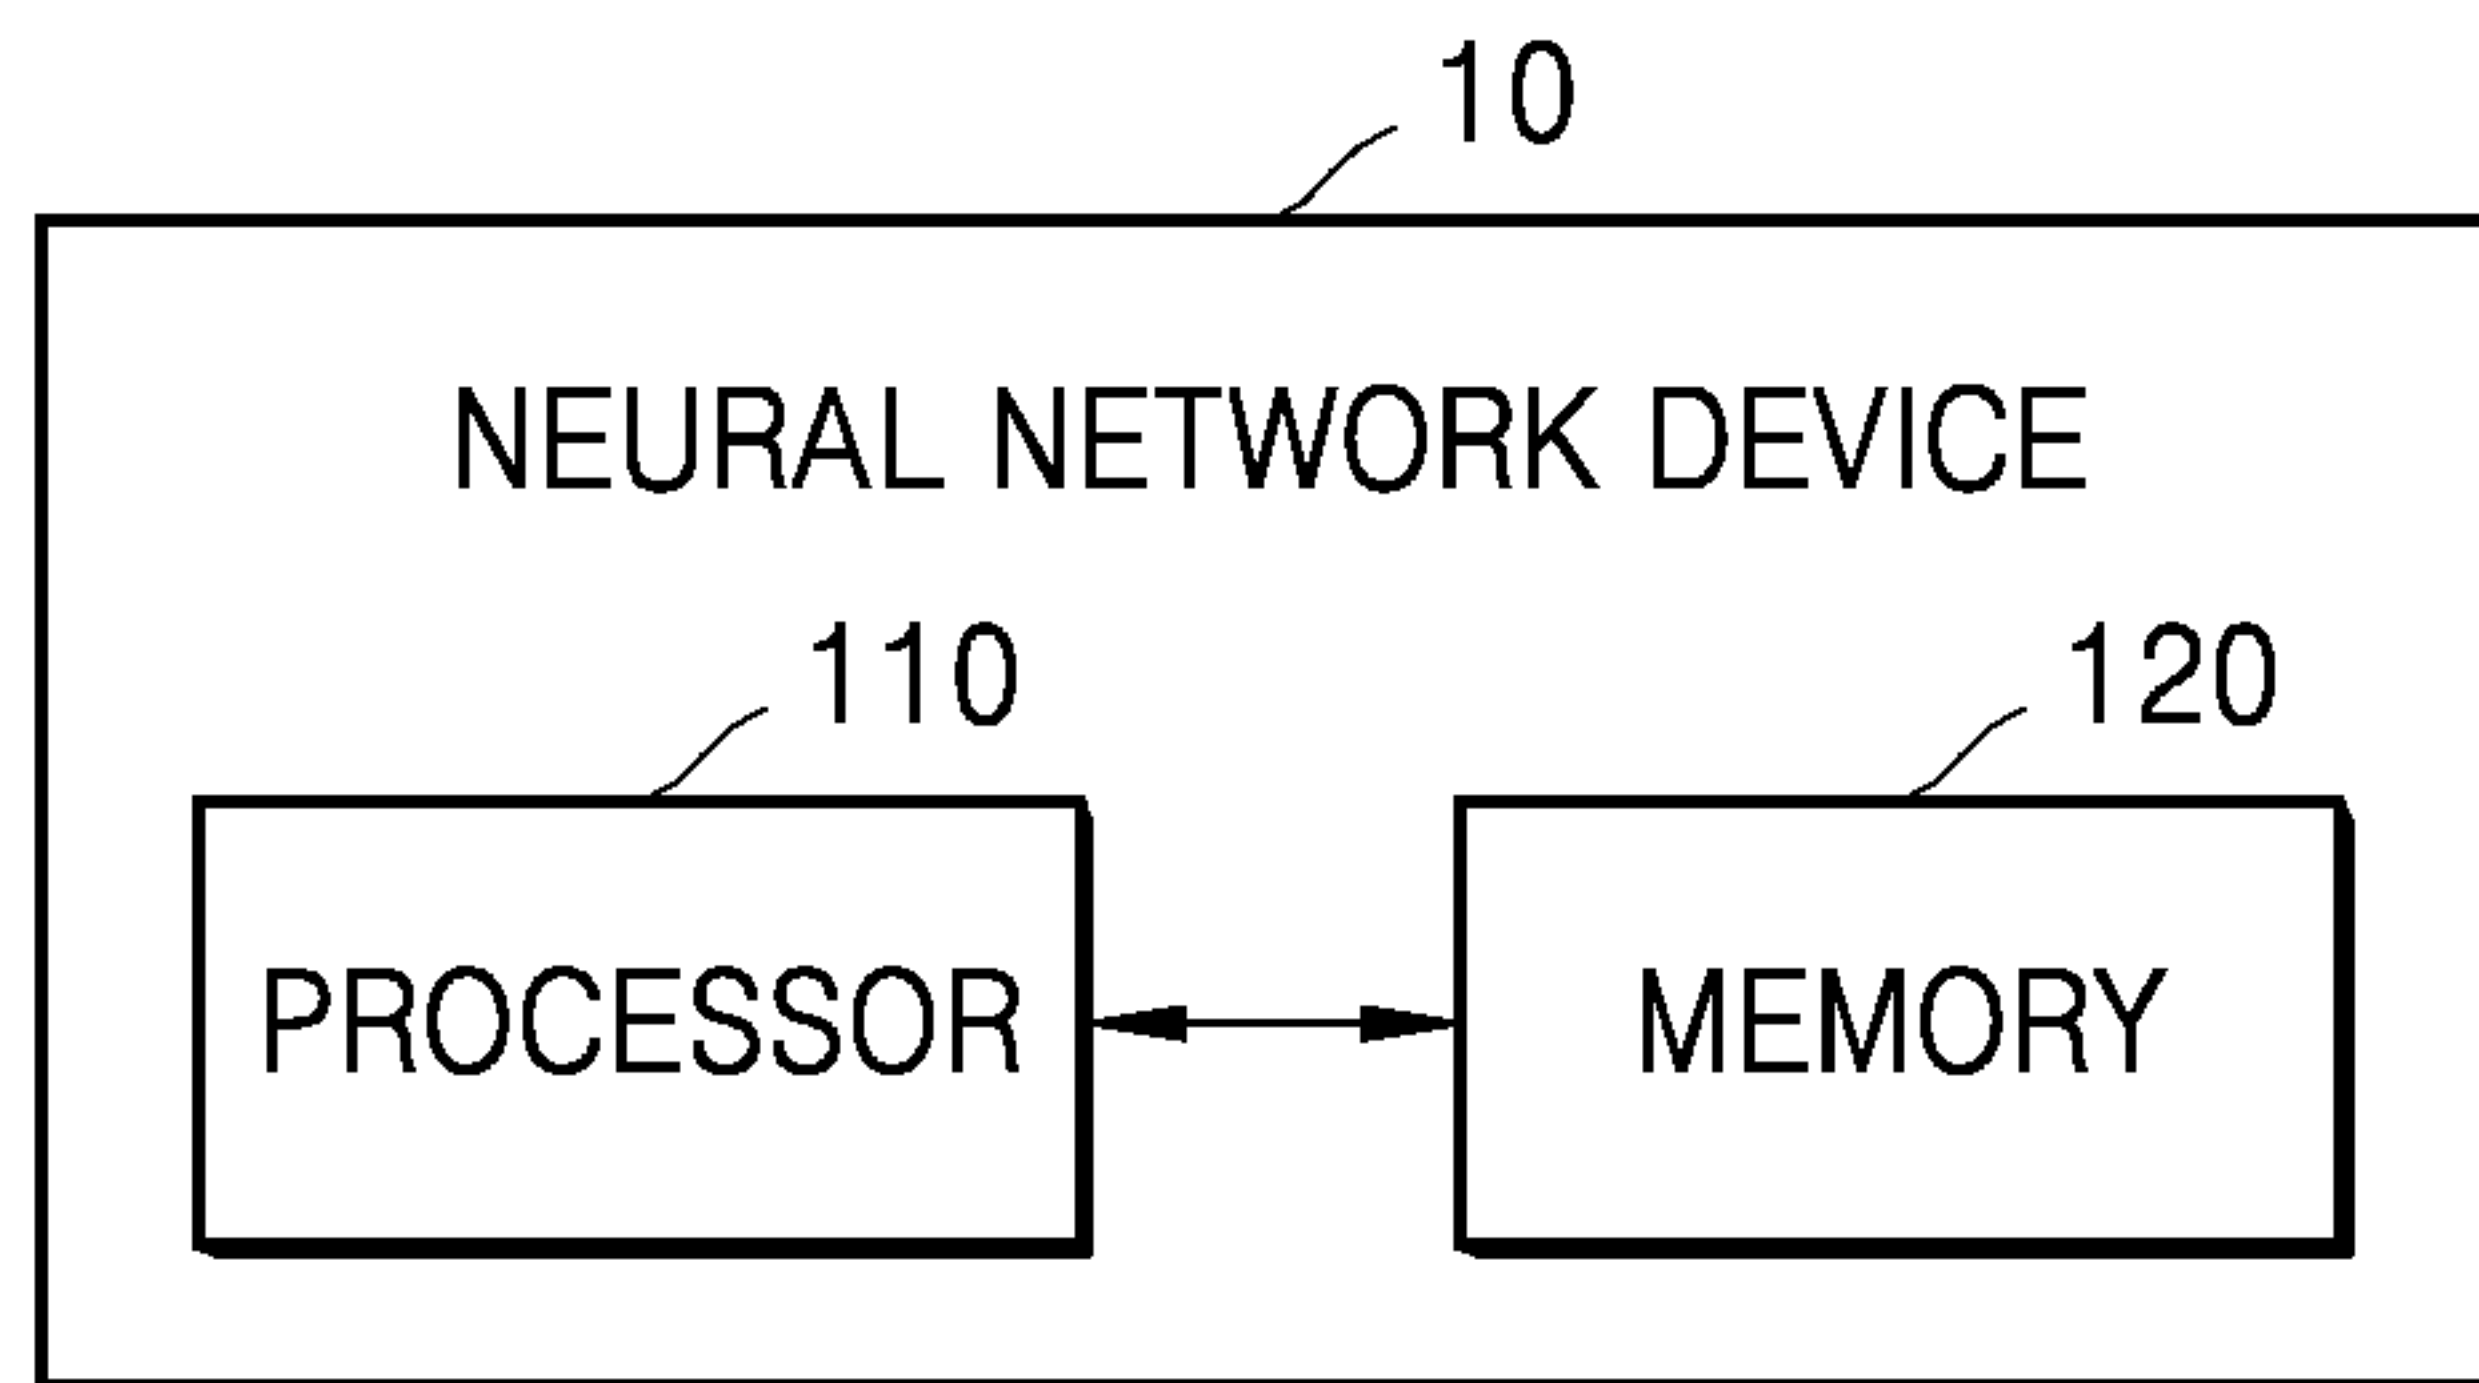 10
NEURAL NETWORK DEVICE
110
120
PROCESSOR
MEMORY